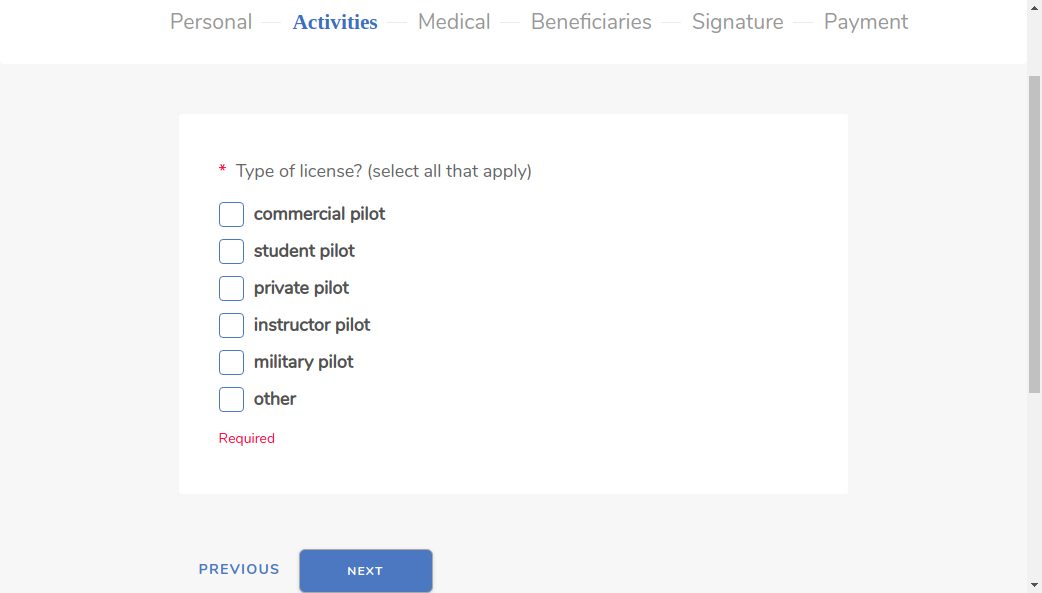 Personal Activities Medical Beneficiaries Signature Payment
* Type of license? (select all that apply)
commercial pilot
student pilot
private pilot
instructor pilot
military pilot
other
Required
PREVIOUS NEXT